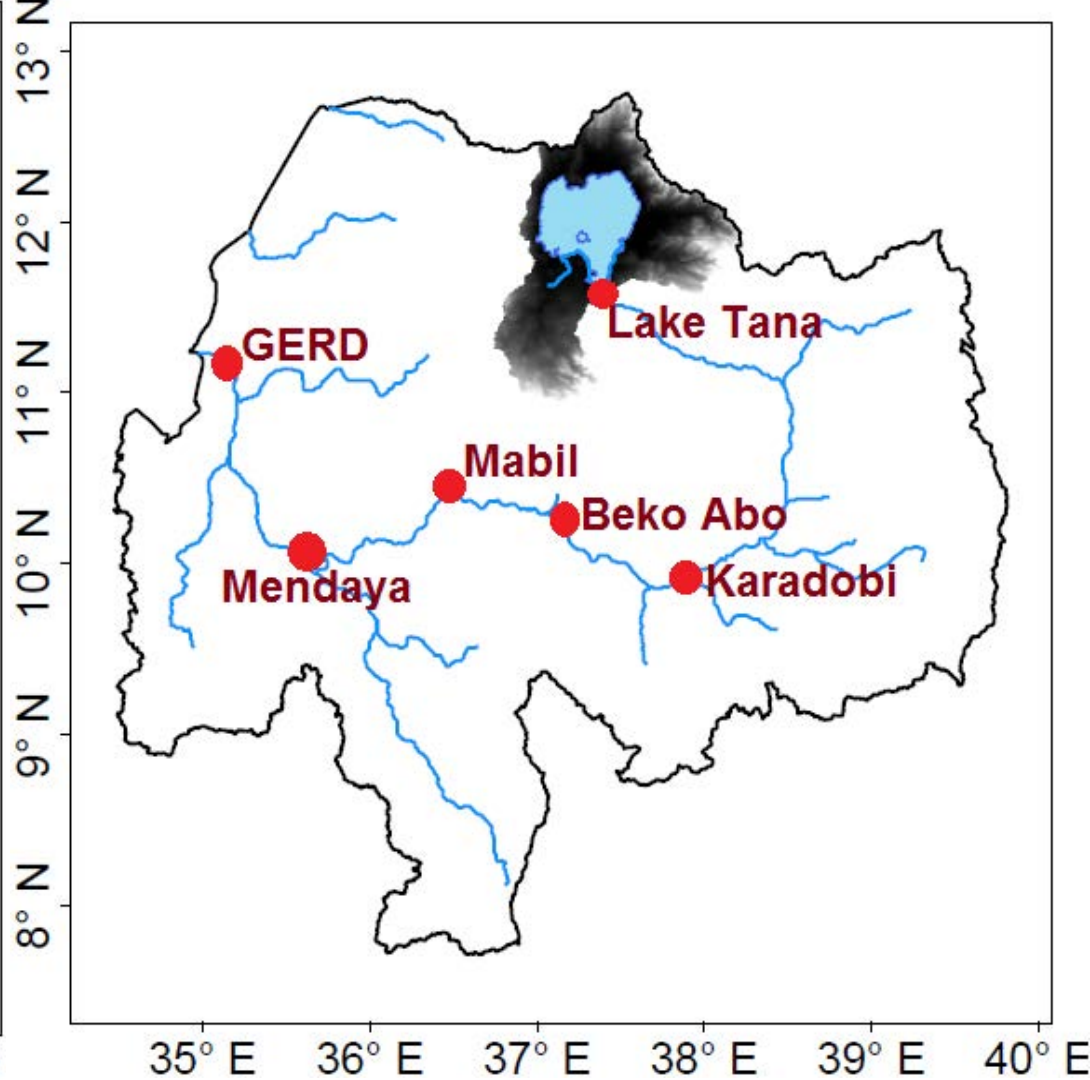 13° N
12° N
11° N
10° N
9° N
8° N
Lake Tana
GERD
Mabil
Beko Abo
Karadobi
Mendaya
35° E
36° E
37° E
38° E
39° E
40° E